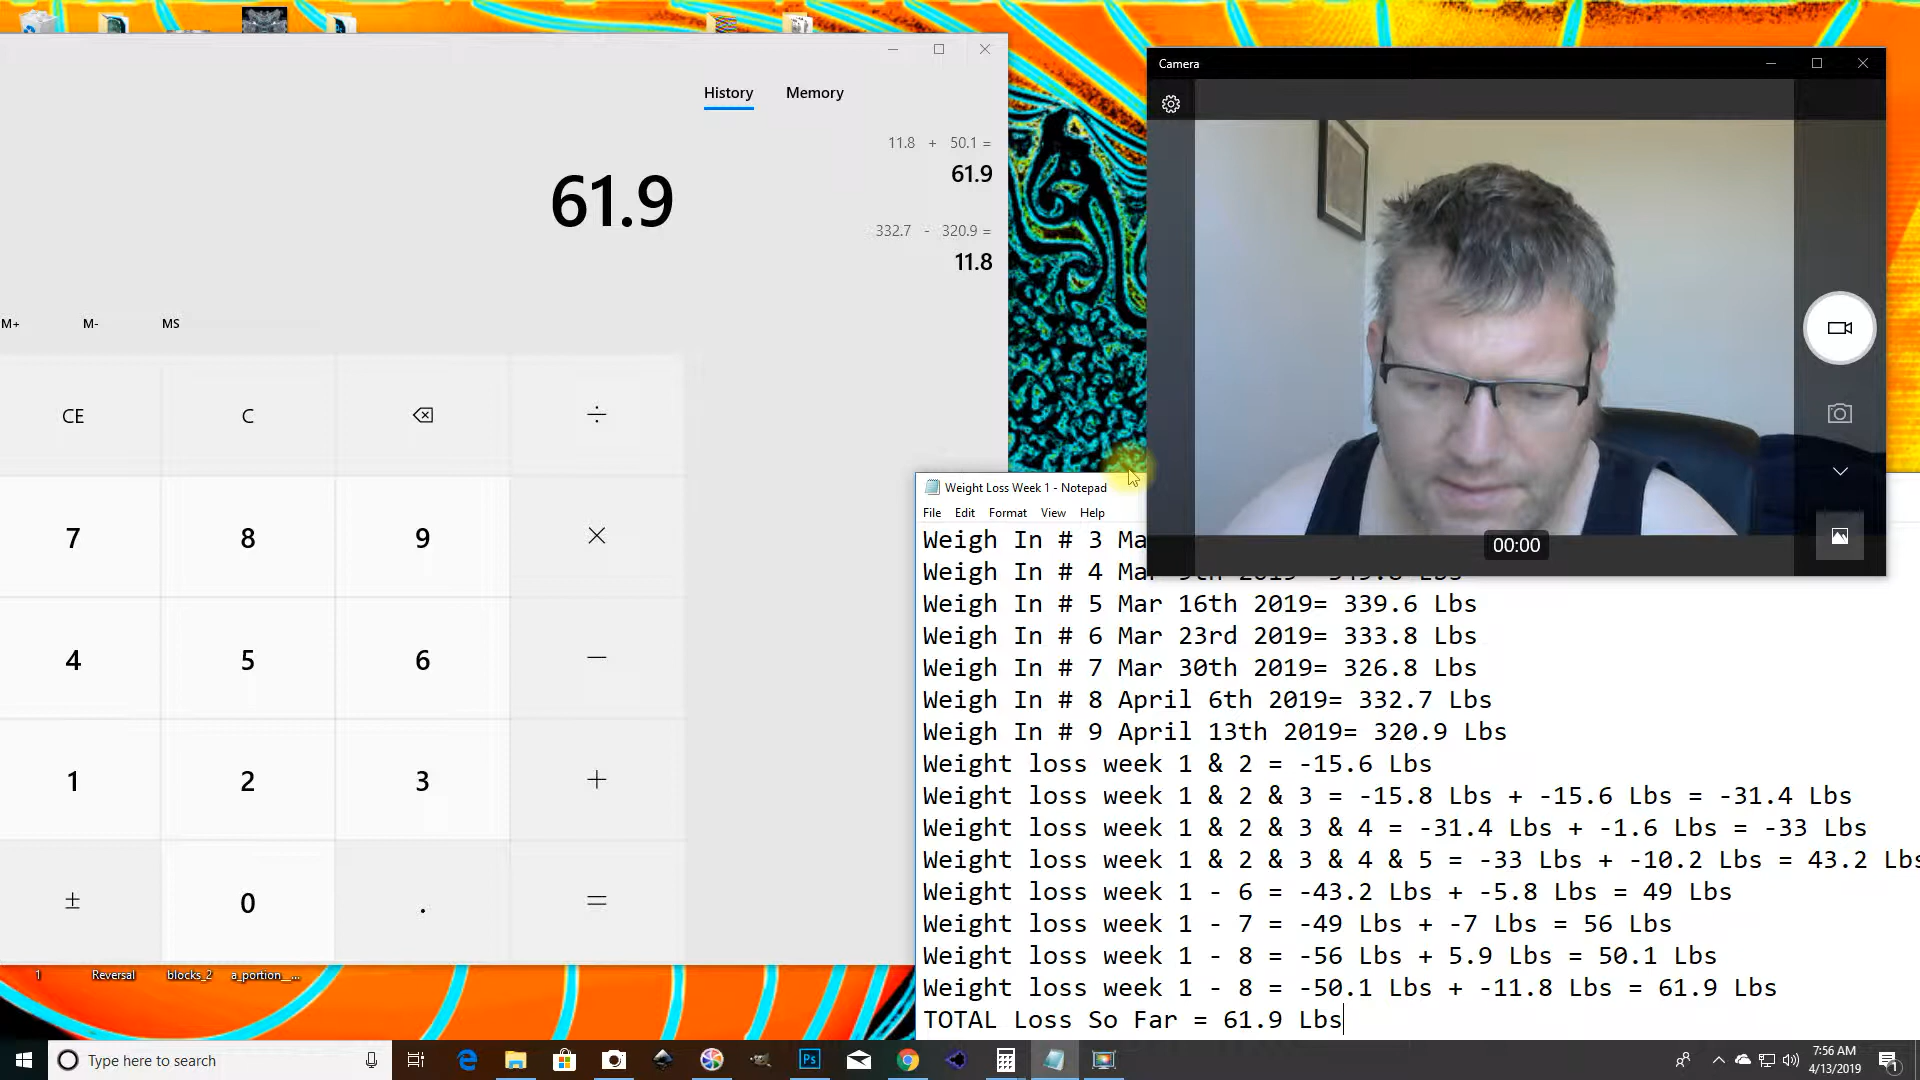 History Memory
11.8 + 50.1 =
61.9
61.9
332.7 - 320.9 =
11.8
M+ M- MS
CE C ÷
7 8 9 ×
4 5 6 −
1 2 3 +
± 0 . =
Camera
00:00
Weight Loss Week 1 - Notepad
File Edit Format View Help
Weigh In # 3 Ma
Weigh In # 4 Mar 9th 2019=
Weigh In # 5 Mar 16th 2019= 339.6 Lbs
Weigh In # 6 Mar 23rd 2019= 333.8 Lbs
Weigh In # 7 Mar 30th 2019= 326.8 Lbs
Weigh In # 8 April 6th 2019= 332.7 Lbs
Weigh In # 9 April 13th 2019= 320.9 Lbs
Weight loss week 1 & 2 = -15.6 Lbs
Weight loss week 1 & 2 & 3 = -15.8 Lbs + -15.6 Lbs = -31.4 Lbs
Weight loss week 1 & 2 & 3 & 4 = -31.4 Lbs + -1.6 Lbs = -33 Lbs
Weight loss week 1 & 2 & 3 & 4 & 5 = -33 Lbs + -10.2 Lbs = 43.2 Lbs
Weight loss week 1 - 6 = -43.2 Lbs + -5.8 Lbs = 49 Lbs
Weight loss week 1 - 7 = -49 Lbs + -7 Lbs = 56 Lbs
Weight loss week 1 - 8 = -56 Lbs + 5.9 Lbs = 50.1 Lbs
Weight loss week 1 - 8 = -50.1 Lbs + -11.8 Lbs = 61.9 Lbs
TOTAL Loss So Far = 61.9 Lbs
1 Reversal blocks_2 a_portion__...
Type here to search
Ps
7:56 AM
4/13/2019
1